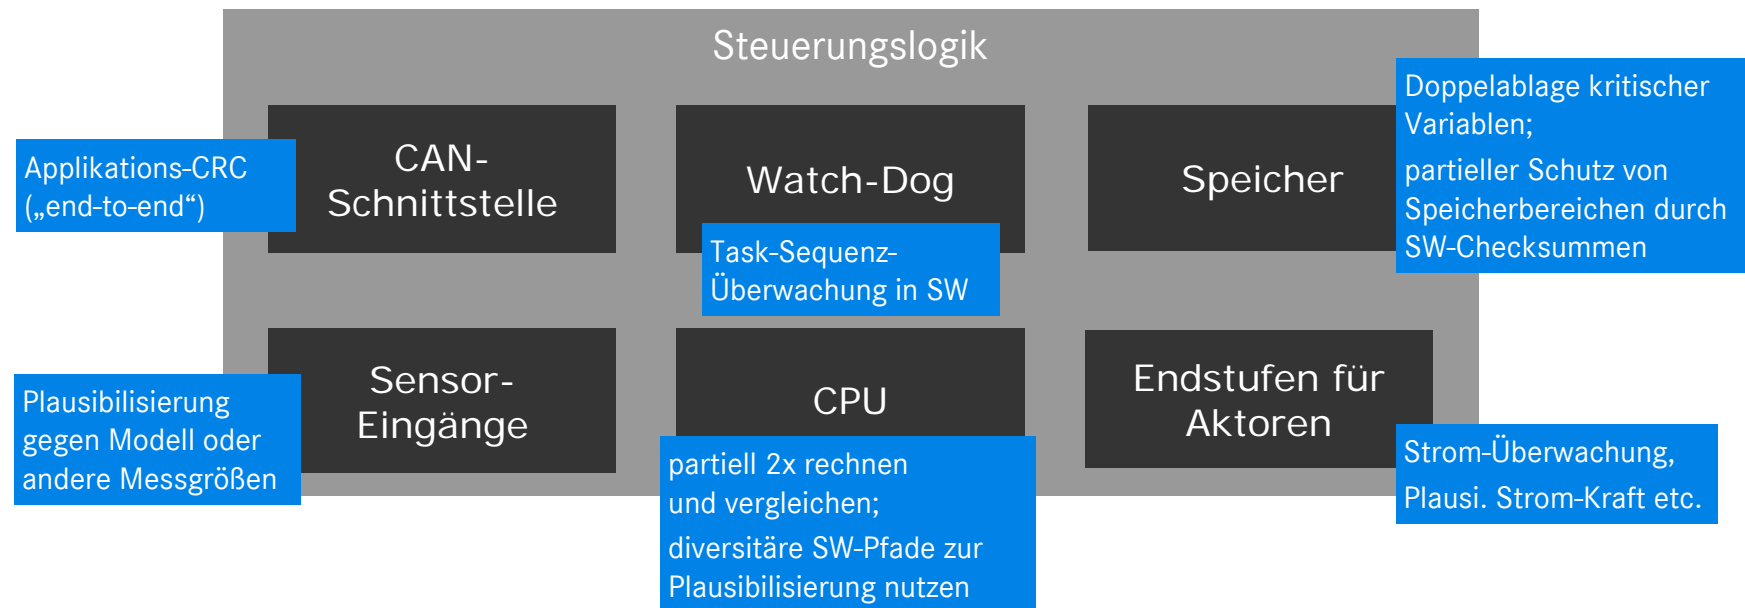 Steuerungslogik
CAN-
Schnittstelle
Applikations-CRC
(„end-to-end“)
Watch-Dog
Task-Sequenz-
Überwachung in SW
Speicher
Doppelablage kritischer
Variablen;
partieller Schutz von
Speicherbereichen durch
SW-Checksummen
Sensor-
Eingänge
Plausibilisierung
gegen Modell oder
andere Messgrößen
CPU
partiell 2x rechnen
und vergleichen;
diversitäre SW-Pfade zur
Plausibilisierung nutzen
Endstufen für
Aktoren
Strom-Überwachung,
Plausi. Strom-Kraft etc.